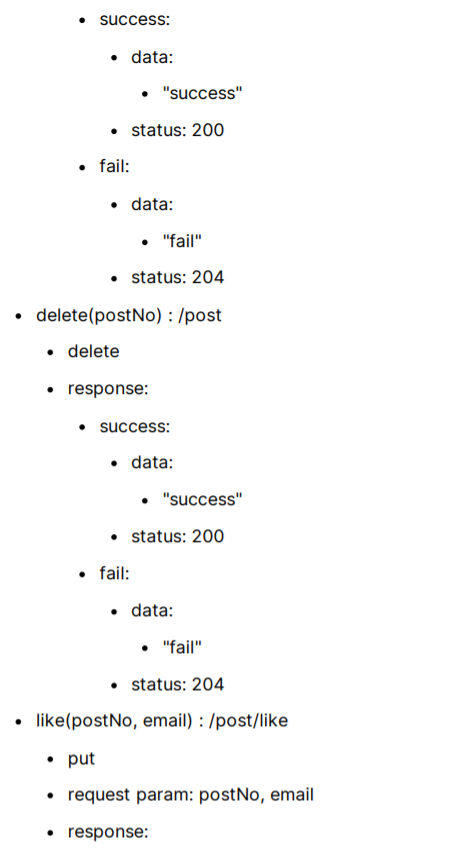 • success:
• data:
• "success"
• status: 200
• fail:
• data:
• "fail"
• status: 204
• delete(postNo) : /post
• delete
• response:
• success:
• data:
• "success"
• status: 200
• fail:
• data:
• "fail"
• status: 204
• like(postNo, email) : /post/like
• put
• request param: postNo, email
• response: